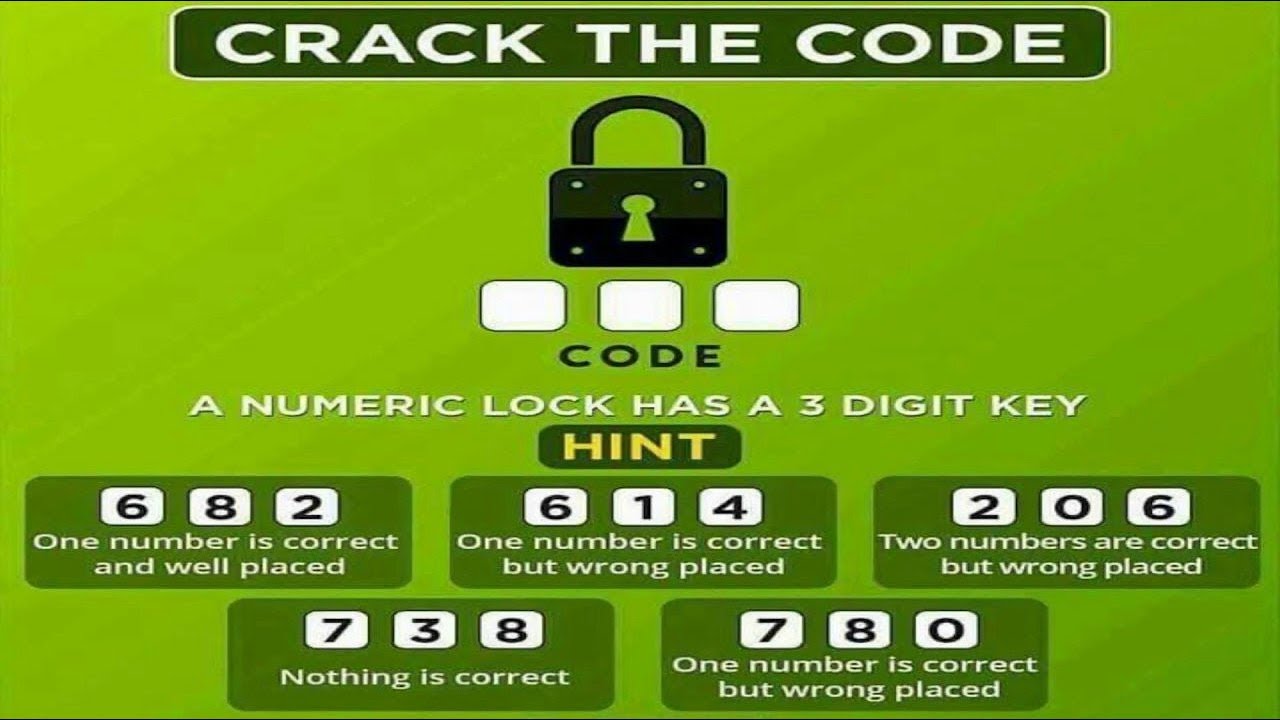 CRACK THE CODE
CODE
A NUMERIC LOCK HAS A 3 DIGIT KEY
HINT
6 8 2
One number is correct
and well placed
6 1 4
One number is correct
but wrong placed
2 0 6
Two numbers are correct
but wrong placed
7 3 8
Nothing is correct
7 8 0
One number is correct
but wrong placed